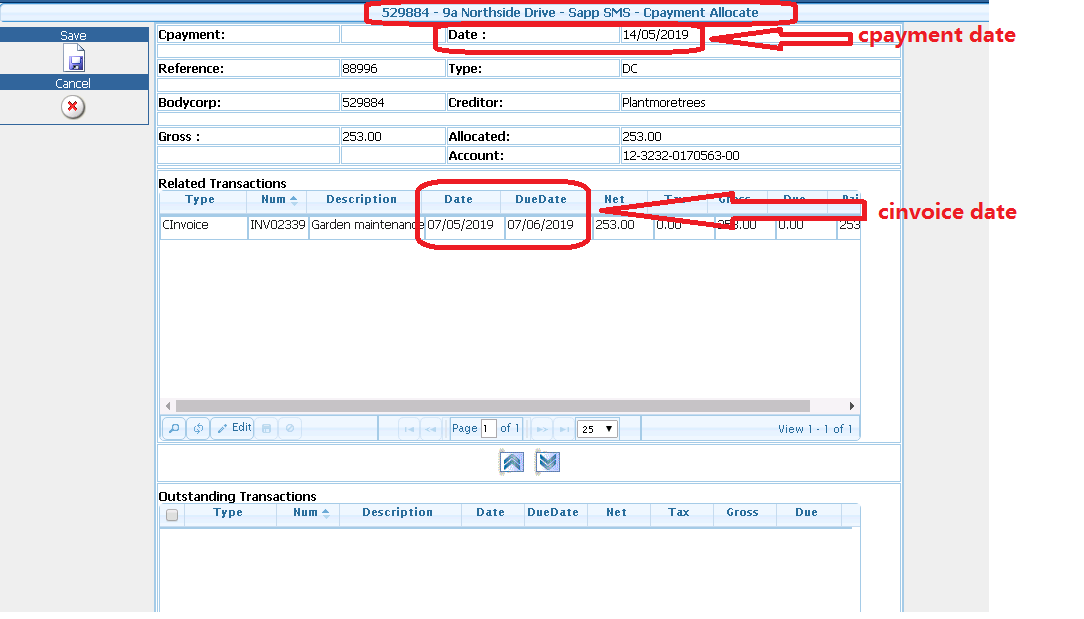 529884 - 9a Northside Drive - Sapp SMS - Cpayment Allocate
Save
Cancel
Cpayment: Date : 14/05/2019
cpayment date
Reference: 88996 Type: DC
Bodycorp: 529884 Creditor: Plantmoretrees
Gross : 253.00 Allocated: 253.00
Account: 12-3232-0170563-00
Related Transactions
Type Num Description Date DueDate Net Tax Gross Due
CInvoice INV02339 Garden maintenance 07/05/2019 07/06/2019 253.00 0.00 253.00 0.00 253
cinvoice date
Edit Page 1 of 1 25 View 1 - 1 of 1
Outstanding Transactions
Type Num Description Date DueDate Net Tax Gross Due